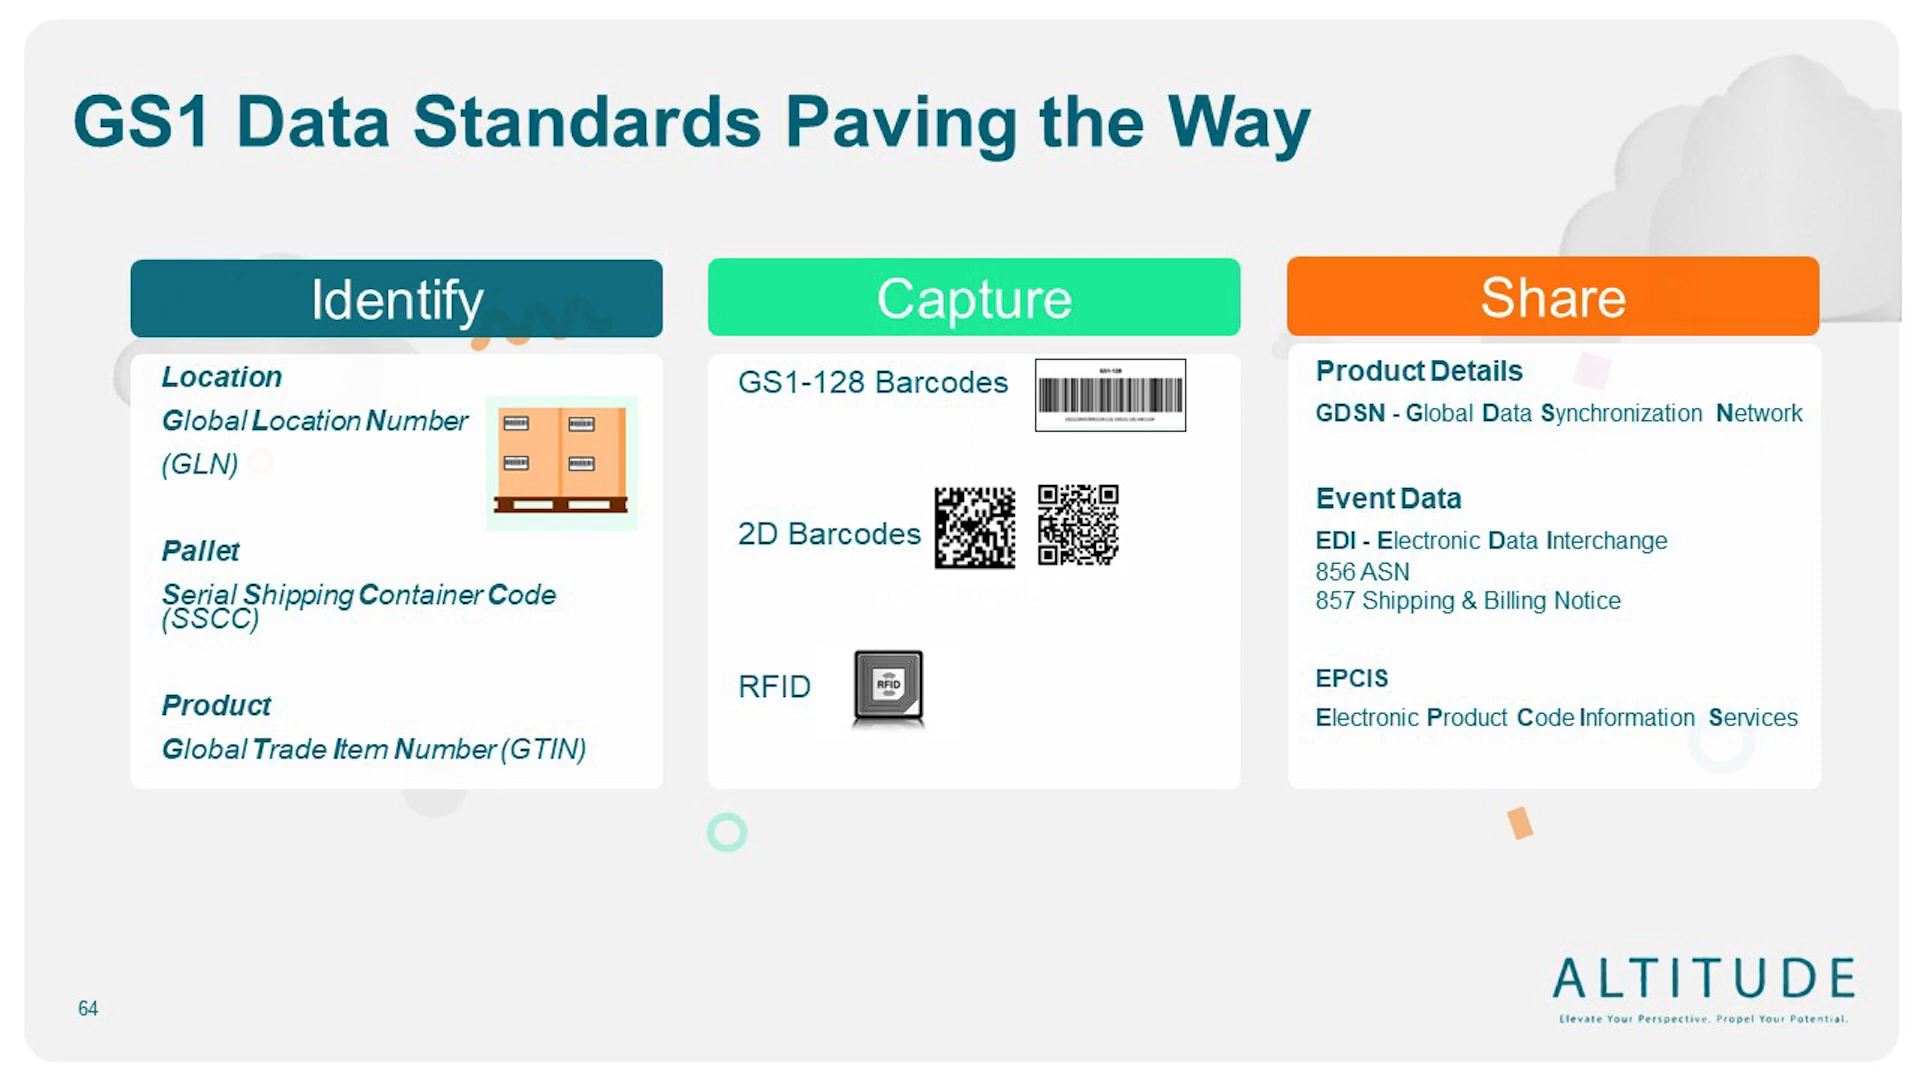 GS1 Data Standards Paving the Way
Identify
Location
Global Location Number
(GLN)
Pallet
Serial Shipping Container Code
(SSCC)
Product
Global Trade Item Number (GTIN)
Capture
GS1-128 Barcodes
GS1-128
2D Barcodes
RFID
RFID
Share
Product Details
GDSN - Global Data Synchronization Network
Event Data
EDI - Electronic Data Interchange
856 ASN
857 Shipping & Billing Notice
EPCIS
Electronic Product Code Information Services
64
ALTITUDE
Elevate Your Perspective. Propel Your Potential.